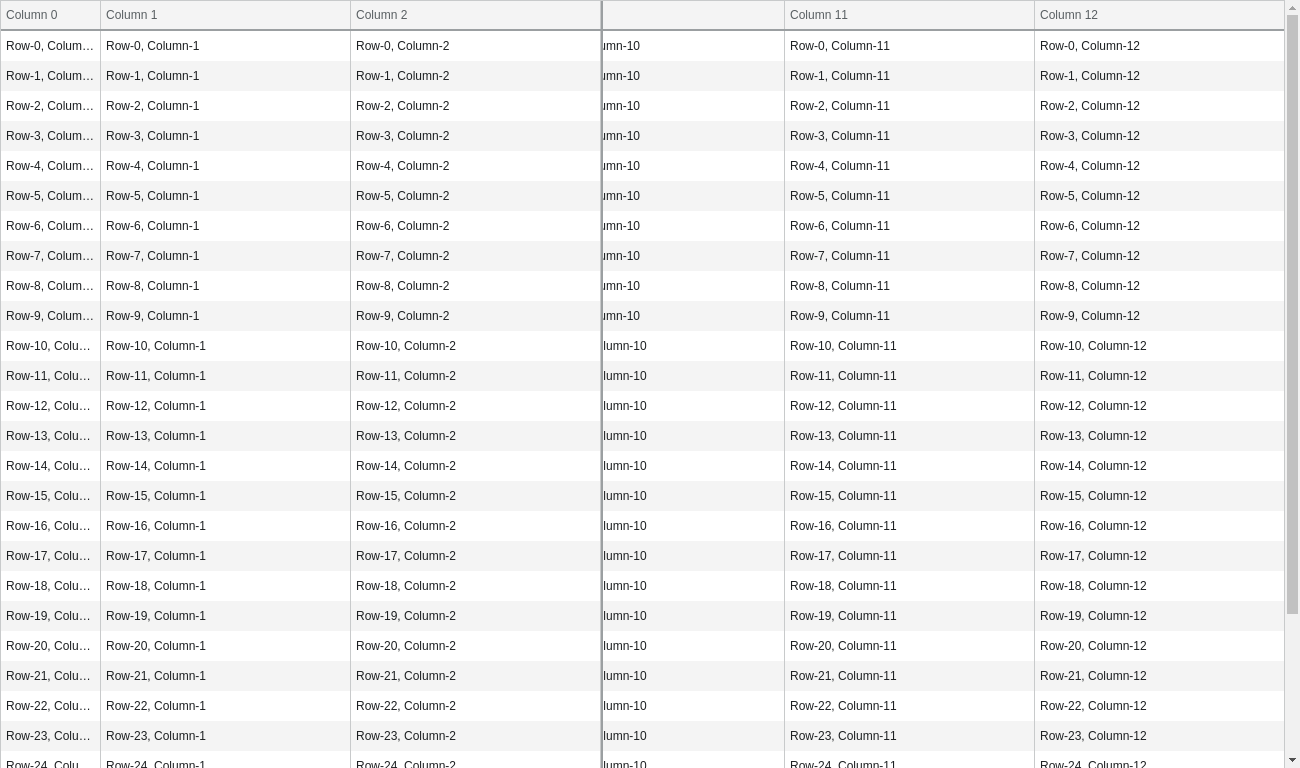 Column 0 Column 1 Column 2 Column 11 Column 12
Row-0, Colum... Row-0, Column-1 Row-0, Column-2 umn-10 Row-0, Column-11 Row-0, Column-12
Row-1, Colum... Row-1, Column-1 Row-1, Column-2 umn-10 Row-1, Column-11 Row-1, Column-12
Row-2, Colum... Row-2, Column-1 Row-2, Column-2 umn-10 Row-2, Column-11 Row-2, Column-12
Row-3, Colum... Row-3, Column-1 Row-3, Column-2 umn-10 Row-3, Column-11 Row-3, Column-12
Row-4, Colum... Row-4, Column-1 Row-4, Column-2 umn-10 Row-4, Column-11 Row-4, Column-12
Row-5, Colum... Row-5, Column-1 Row-5, Column-2 umn-10 Row-5, Column-11 Row-5, Column-12
Row-6, Colum... Row-6, Column-1 Row-6, Column-2 umn-10 Row-6, Column-11 Row-6, Column-12
Row-7, Colum... Row-7, Column-1 Row-7, Column-2 umn-10 Row-7, Column-11 Row-7, Column-12
Row-8, Colum... Row-8, Column-1 Row-8, Column-2 umn-10 Row-8, Column-11 Row-8, Column-12
Row-9, Colum... Row-9, Column-1 Row-9, Column-2 umn-10 Row-9, Column-11 Row-9, Column-12
Row-10, Colu... Row-10, Column-1 Row-10, Column-2 lumn-10 Row-10, Column-11 Row-10, Column-12
Row-11, Colu... Row-11, Column-1 Row-11, Column-2 lumn-10 Row-11, Column-11 Row-11, Column-12
Row-12, Colu... Row-12, Column-1 Row-12, Column-2 lumn-10 Row-12, Column-11 Row-12, Column-12
Row-13, Colu... Row-13, Column-1 Row-13, Column-2 lumn-10 Row-13, Column-11 Row-13, Column-12
Row-14, Colu... Row-14, Column-1 Row-14, Column-2 lumn-10 Row-14, Column-11 Row-14, Column-12
Row-15, Colu... Row-15, Column-1 Row-15, Column-2 lumn-10 Row-15, Column-11 Row-15, Column-12
Row-16, Colu... Row-16, Column-1 Row-16, Column-2 lumn-10 Row-16, Column-11 Row-16, Column-12
Row-17, Colu... Row-17, Column-1 Row-17, Column-2 lumn-10 Row-17, Column-11 Row-17, Column-12
Row-18, Colu... Row-18, Column-1 Row-18, Column-2 lumn-10 Row-18, Column-11 Row-18, Column-12
Row-19, Colu... Row-19, Column-1 Row-19, Column-2 lumn-10 Row-19, Column-11 Row-19, Column-12
Row-20, Colu... Row-20, Column-1 Row-20, Column-2 lumn-10 Row-20, Column-11 Row-20, Column-12
Row-21, Colu... Row-21, Column-1 Row-21, Column-2 lumn-10 Row-21, Column-11 Row-21, Column-12
Row-22, Colu... Row-22, Column-1 Row-22, Column-2 lumn-10 Row-22, Column-11 Row-22, Column-12
Row-23, Colu... Row-23, Column-1 Row-23, Column-2 lumn-10 Row-23, Column-11 Row-23, Column-12
Row-24, Colu... Row-24, Column-1 Row-24, Column-2 lumn-10 Row-24, Column-11 Row-24, Column-12